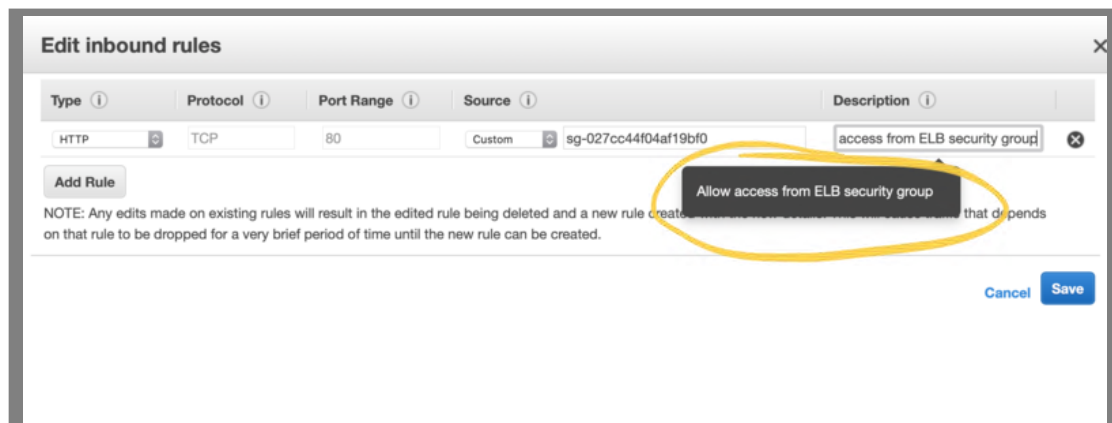 Edit inbound rules
Type Protocol Port Range Source Description
HTTP TCP 80 Custom sg-027cc44f04af19bf0 access from ELB security group
Allow access from ELB security group
Add Rule
NOTE: Any edits made on existing rules will result in the edited rule being deleted and a new rule created that depends
on that rule to be dropped for a very brief period of time until the new rule can be created.
Cancel Save